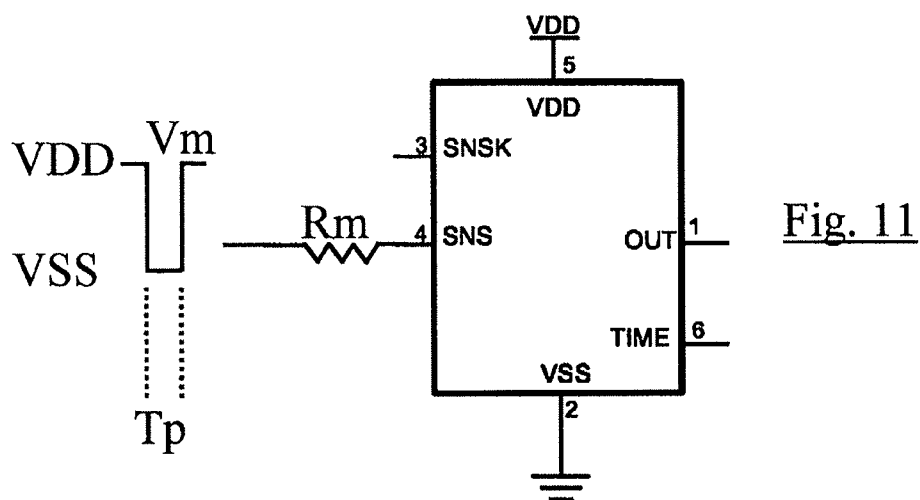 VDD
5
VDD
Vm
VDD
3 SNSK
Rm
4 SNS
1
OUT
Fig. 11
VSS
TIME 6
VSS
2
Tp